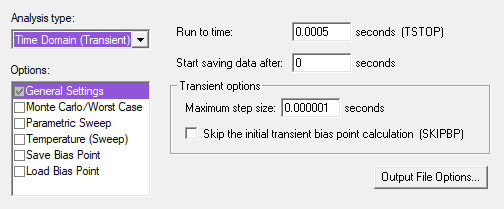 Analysis type:
Time Domain (Transient)
Options:
General Settings
Monte Carlo/Worst Case
Parametric Sweep
Temperature (Sweep)
Save Bias Point
Load Bias Point
Run to time: 0.0005 seconds (TSTOP)
Start saving data after: 0 seconds
Transient options
Maximum step size: 0.000001 seconds
Skip the initial transient bias point calculation (SKIPBP)
Output File Options...